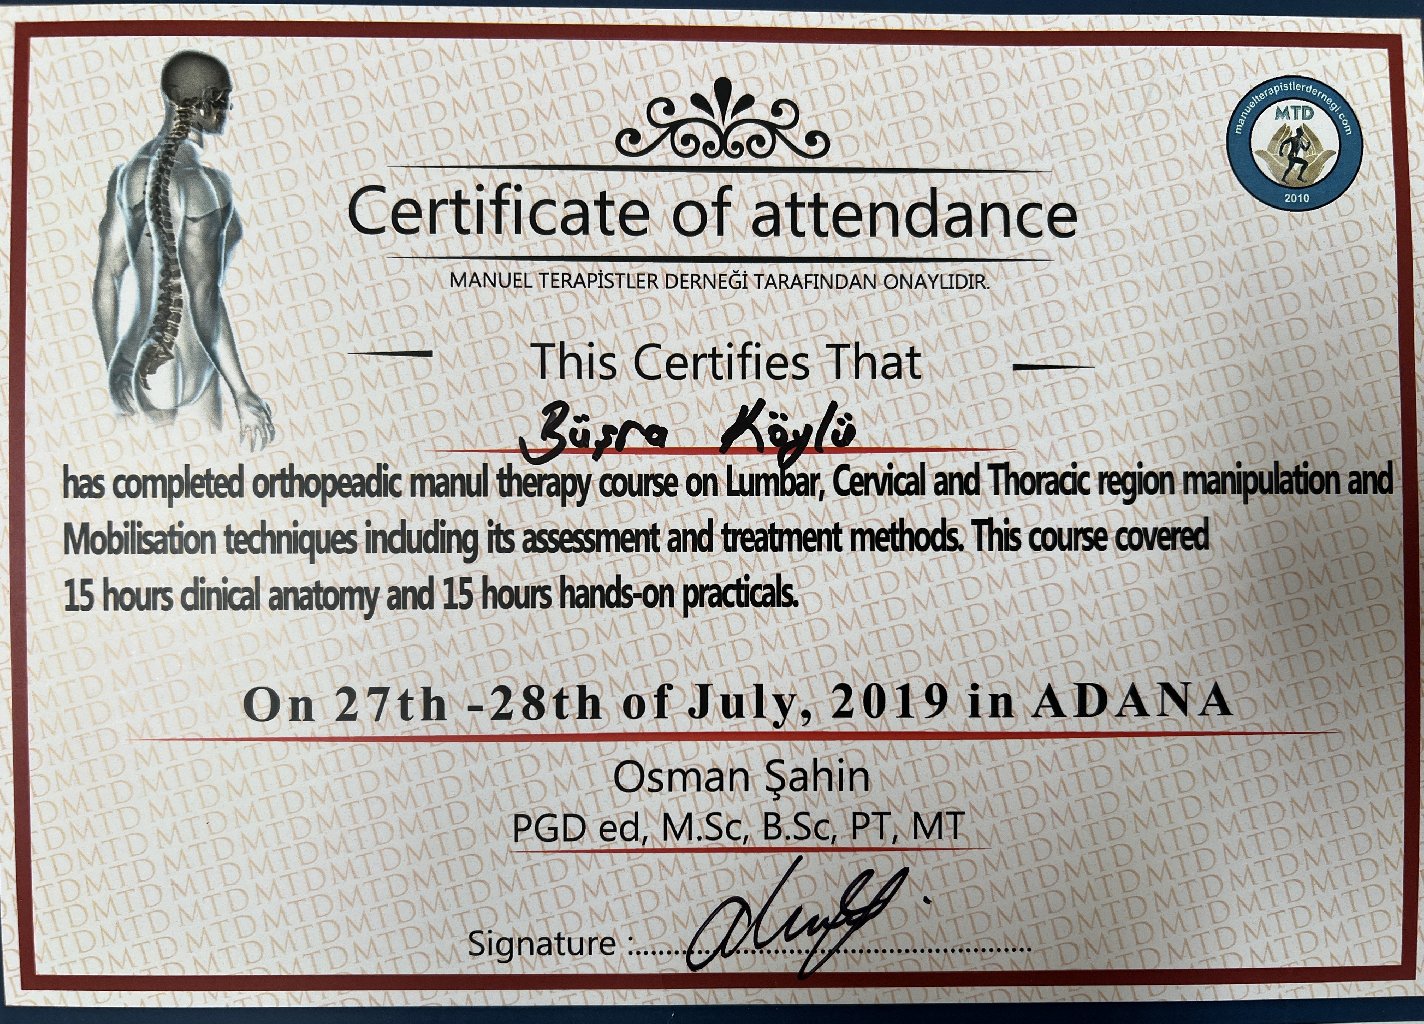 manuelterapistlerdernegi.com
MTD
2010
Certificate of attendance
MANUEL TERAPİSTLER DERNEĞİ TARAFINDAN ONAYLIDIR.
This Certifies That
Büşra Köylü
has completed orthopeadic manul therapy course on Lumbar, Cervical and Thoracic region manipulation and
Mobilisation techniques including its assessment and treatment methods. This course covered
15 hours clinical anatomy and 15 hours hands-on practicals.
On 27th -28th of July, 2019 in ADANA
Osman Şahin
PGD ed, M.Sc, B.Sc, PT, MT
Signature :